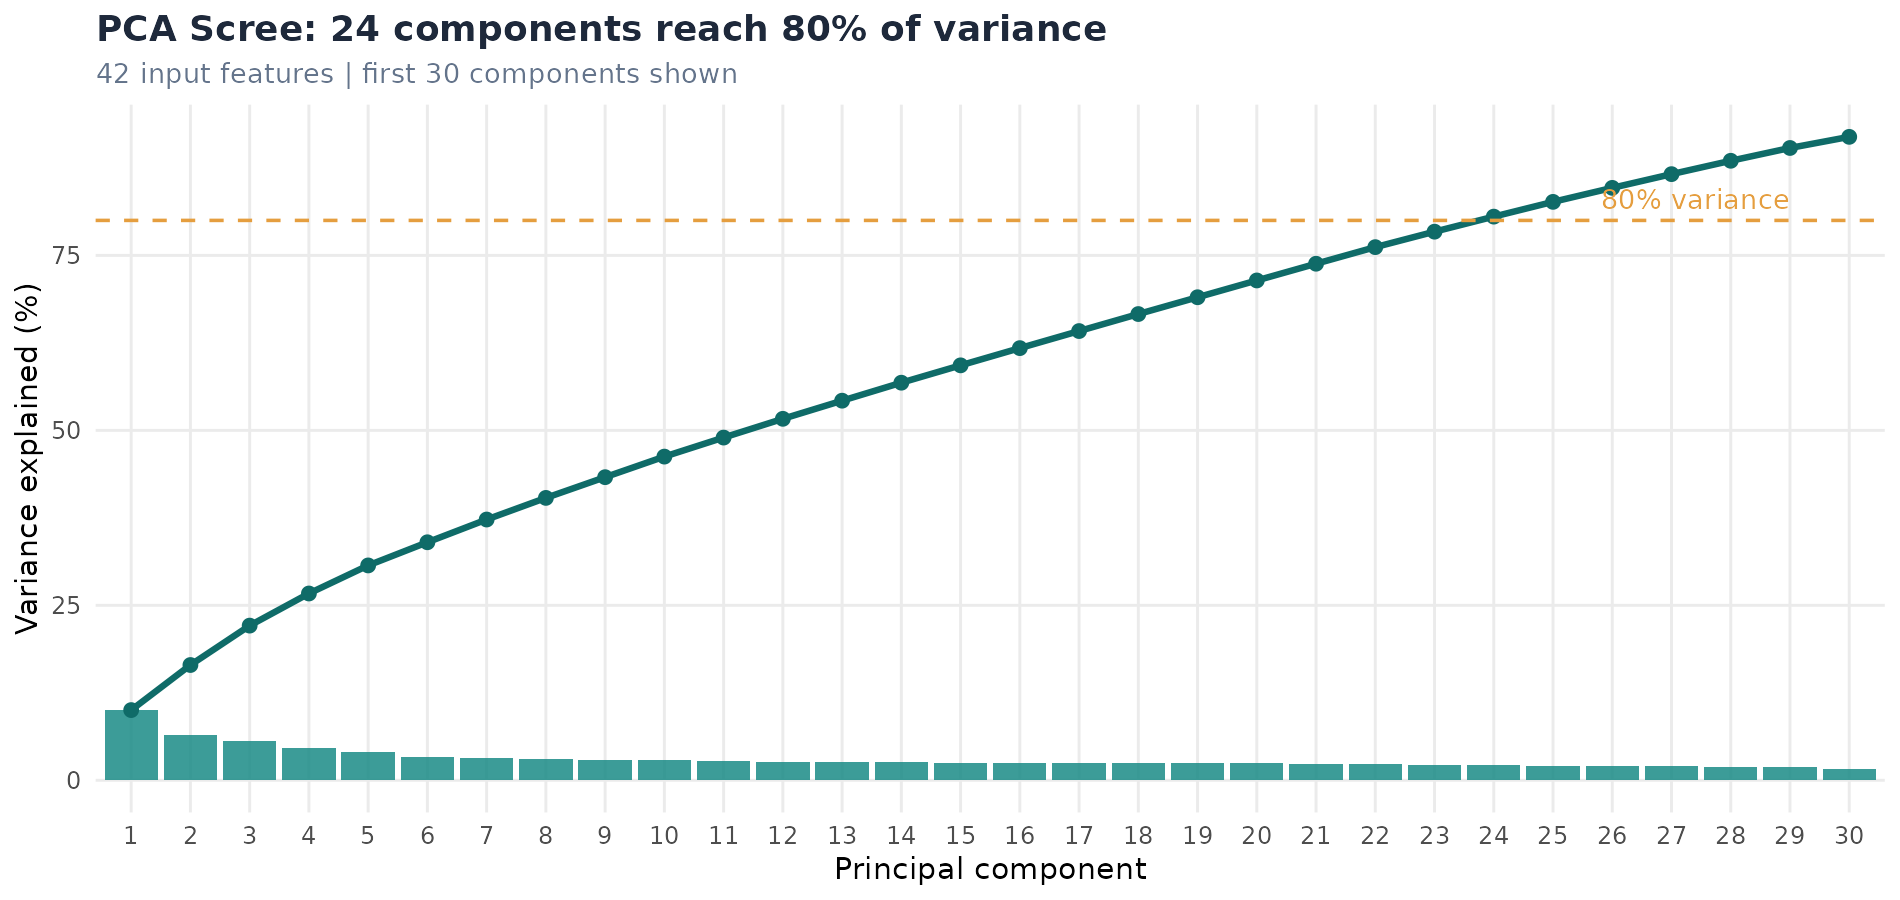 PCA Scree: 24 components reach 80% of variance
42 input features | first 30 components shown
80% variance
75
50
25
0
Variance explained (%)
1 2 3 4 5 6 7 8 9 10 11 12 13 14 15 16 17 18 19 20 21 22 23 24 25 26 27 28 29 30
Principal component